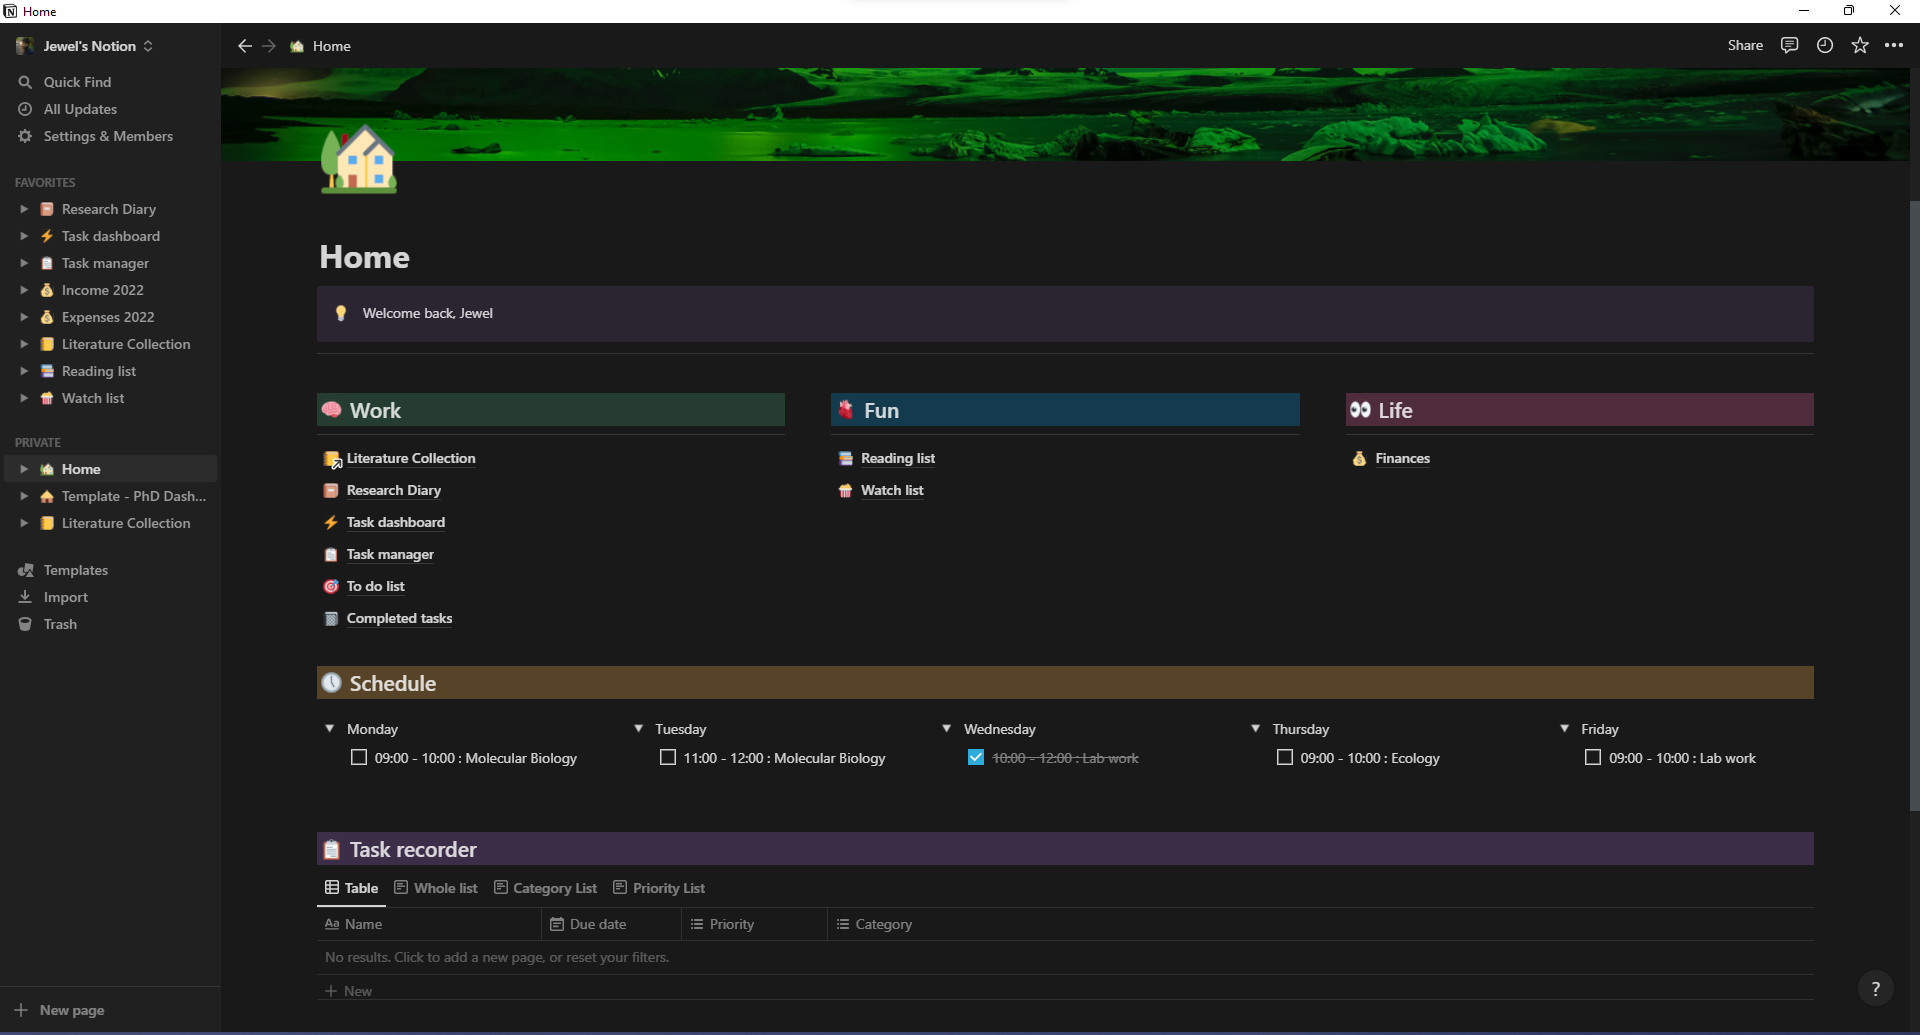 Home
Jewel's Notion
Home
Share
Quick Find
All Updates
Settings & Members
FAVORITES
Research Diary
Task dashboard
Task manager
Income 2022
Expenses 2022
Literature Collection
Reading list
Watch list
PRIVATE
Home
Template - PhD Dash...
Literature Collection
Templates
Import
Trash
New page
Home
Welcome back, Jewel
Work
Literature Collection
Research Diary
Task dashboard
Task manager
To do list
Completed tasks
Fun
Reading list
Watch list
Life
Finances
Schedule
Monday
09:00 - 10:00 : Molecular Biology
Tuesday
11:00 - 12:00 : Molecular Biology
Wednesday
10:00 - 12:00 : Lab work
Thursday
09:00 - 10:00 : Ecology
Friday
09:00 - 10:00 : Lab work
Task recorder
Table Whole list Category List Priority List
Aa Name Due date Priority Category
No results. Click to add a new page, or reset your filters.
+ New
?